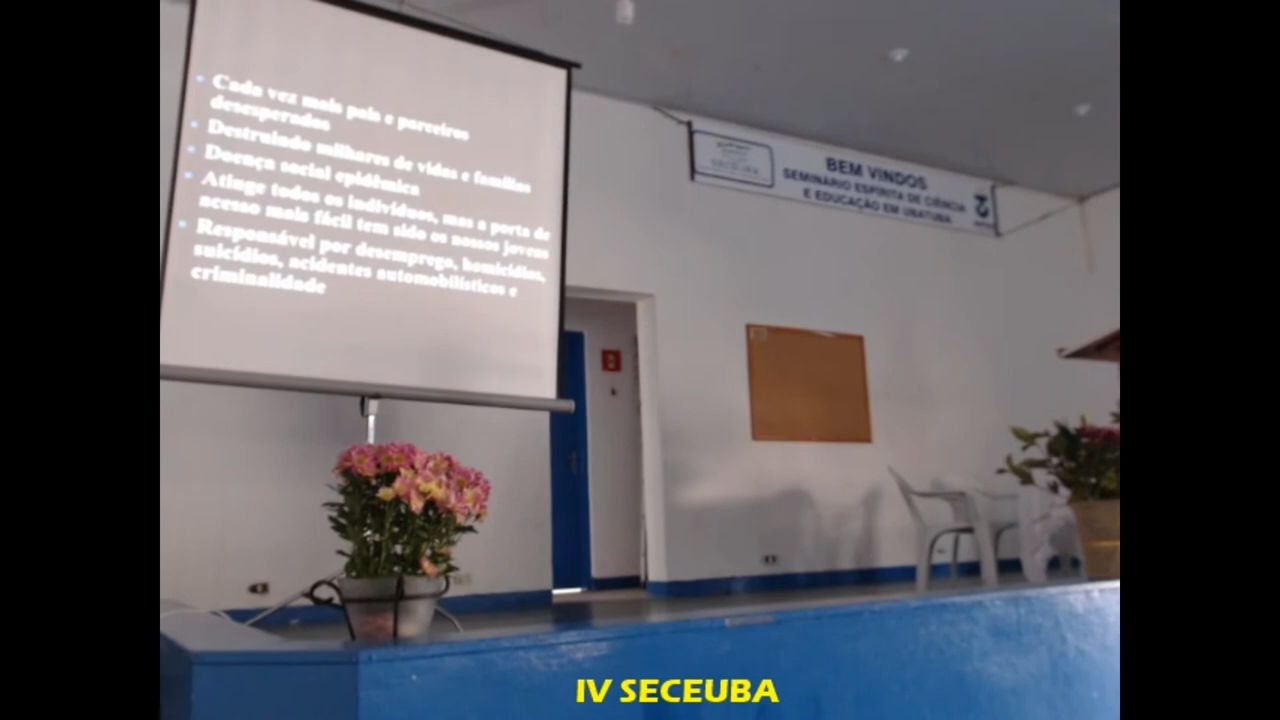 Cada vez mais pais e parceiros
desesperados
Destruindo milhares de vidas e famílias
Doença social epidêmica
Atinge todos os indivíduos, mas a porta de
acesso mais fácil tem sido os nossos jovens
Responsável por desemprego, homicídios,
suicídios, acidentes automobilísticos e
criminalidade
BEM VINDOS
SEMINÁRIO ESPÍRITA DE CIÊNCIA
E EDUCAÇÃO EM UBATUBA
IV SECEUBA